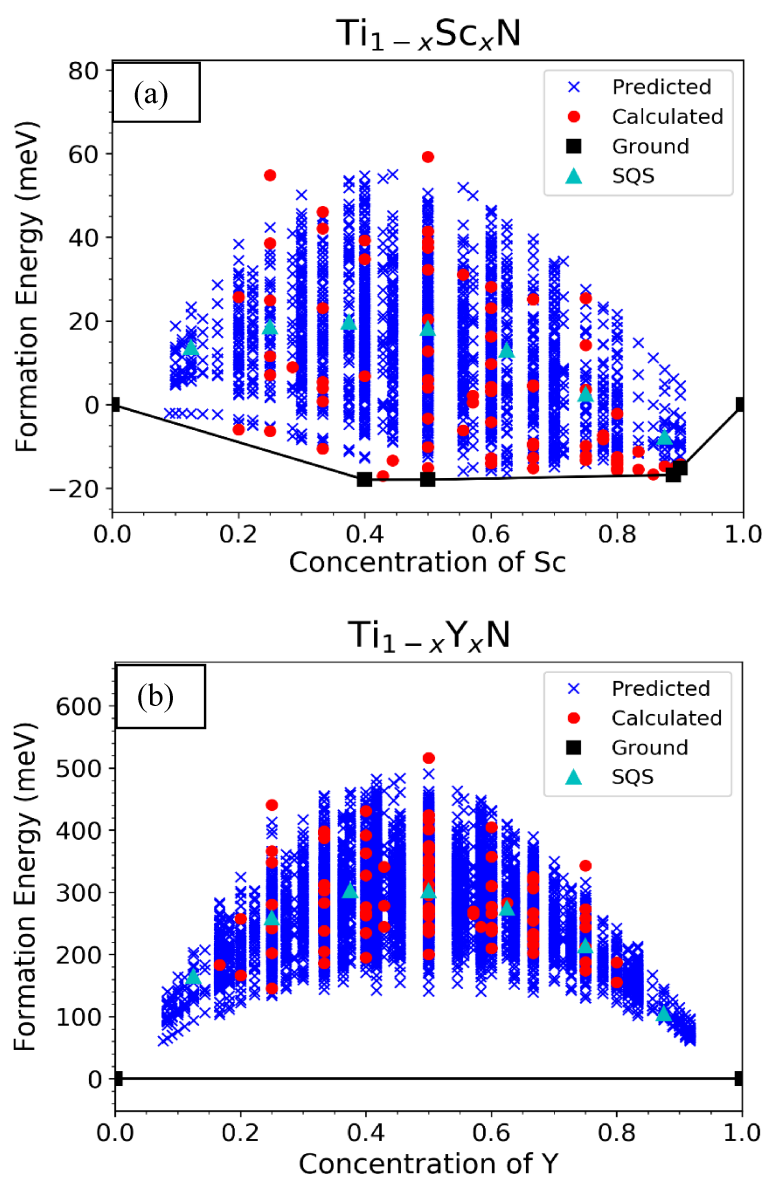 Ti₁₋ₓScₓN
(a)
Predicted
Calculated
Ground
SQS
Formation Energy (meV)
80
60
40
20
0
−20
0.0 0.2 0.4 0.6 0.8 1.0
Concentration of Sc
Ti₁₋ₓYₓN
(b)
Predicted
Calculated
Ground
SQS
Formation Energy (meV)
600
500
400
300
200
100
0
0.0 0.2 0.4 0.6 0.8 1.0
Concentration of Y